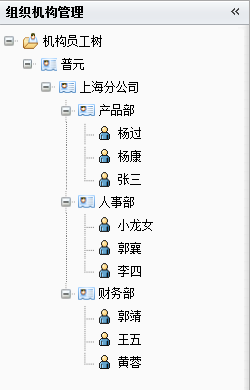 组织机构管理
机构员工树
普元
上海分公司
产品部
杨过
杨康
张三
人事部
小龙女
郭襄
李四
财务部
郭靖
王五
黄蓉